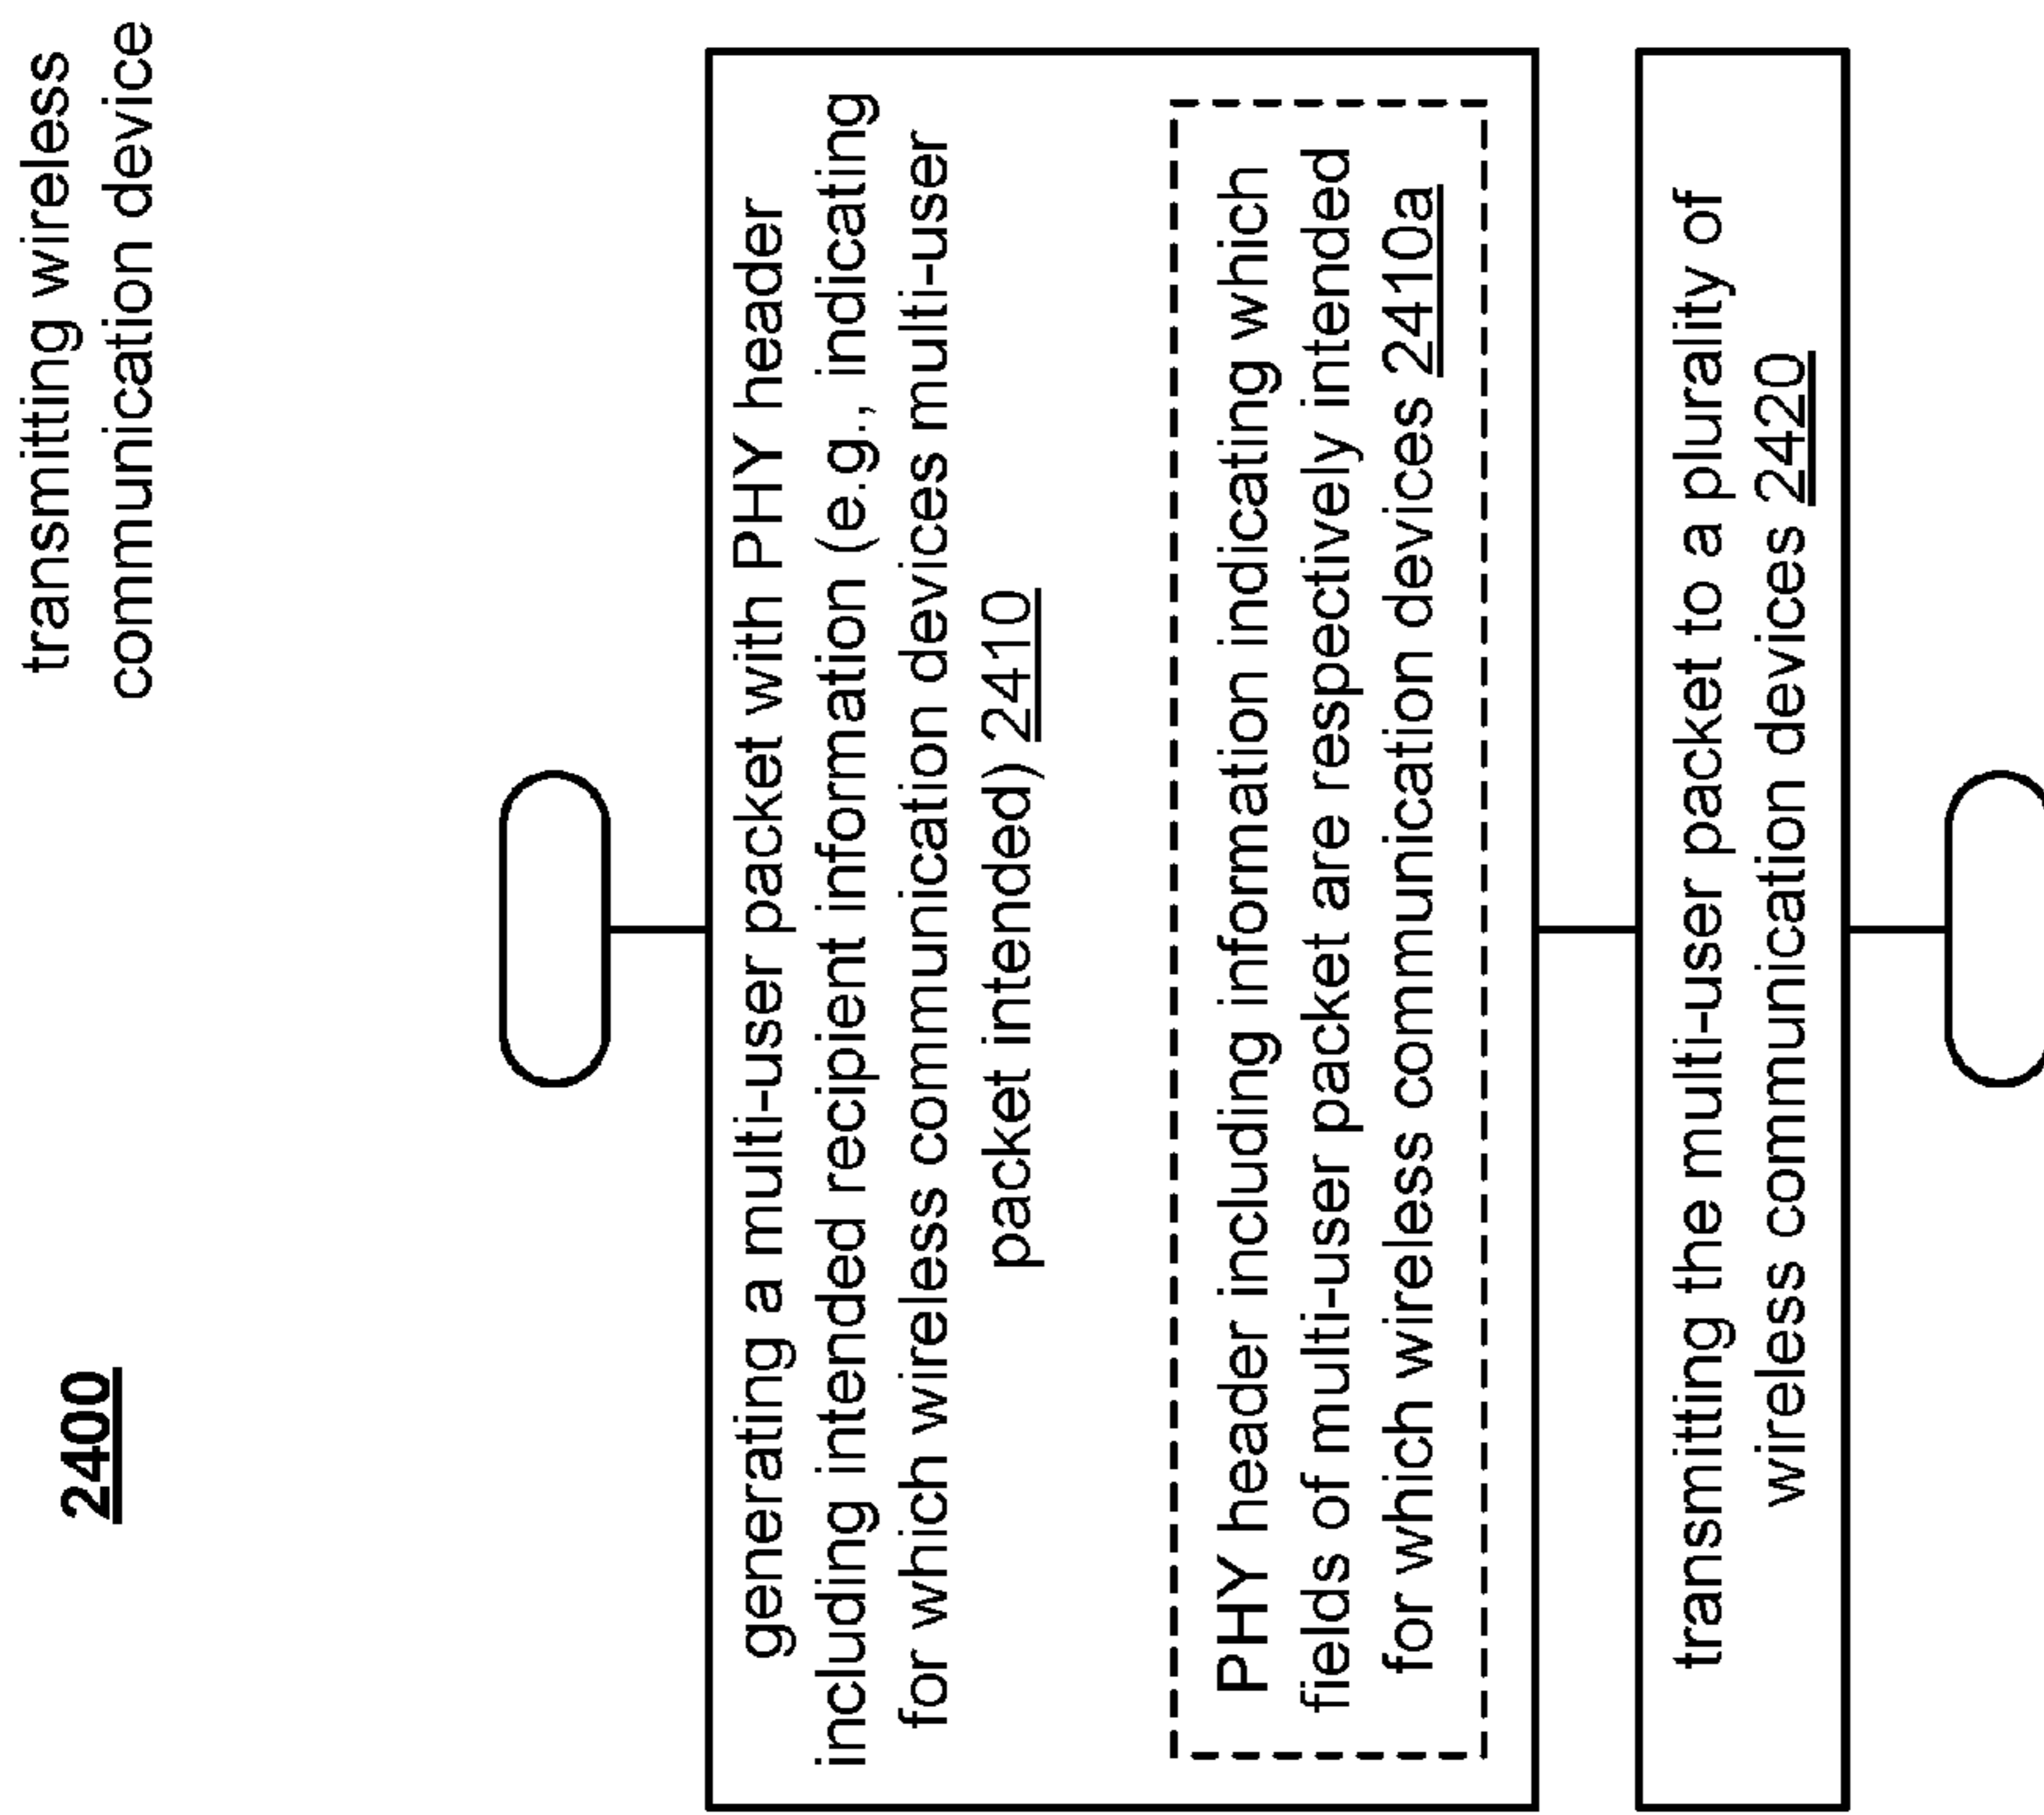 2400
transmitting wireless
communication device
generating a multi-user packet with PHY header
including intended recipient information (e.g., indicating
for which wireless communication devices multi-user
packet intended) 2410
PHY header including information indicating which
fields of multi-user packet are respectively intended
for which wireless communication devices 2410a
transmitting the multi-user packet to a plurality of
wireless communication devices 2420